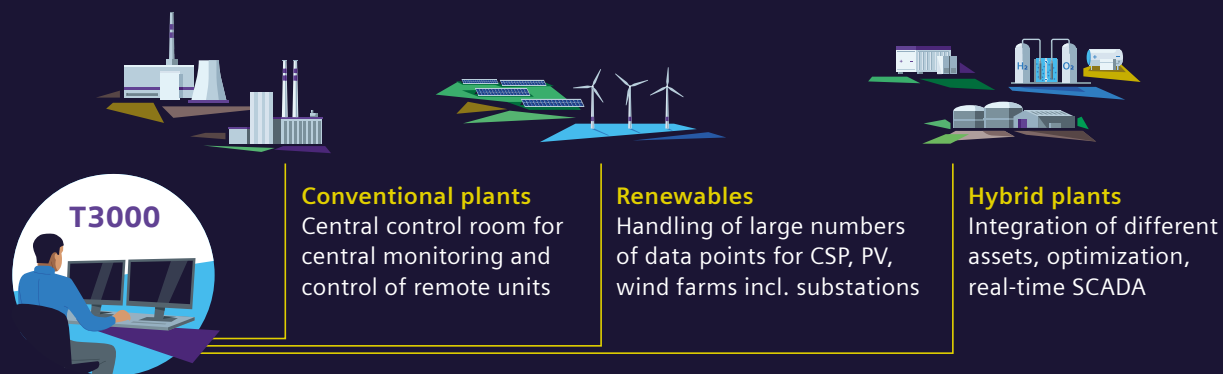 H₂
O₂
T3000
Conventional plants
Central control room for
central monitoring and
control of remote units
Renewables
Handling of large numbers
of data points for CSP, PV,
wind farms incl. substations
Hybrid plants
Integration of different
assets, optimization,
real-time SCADA